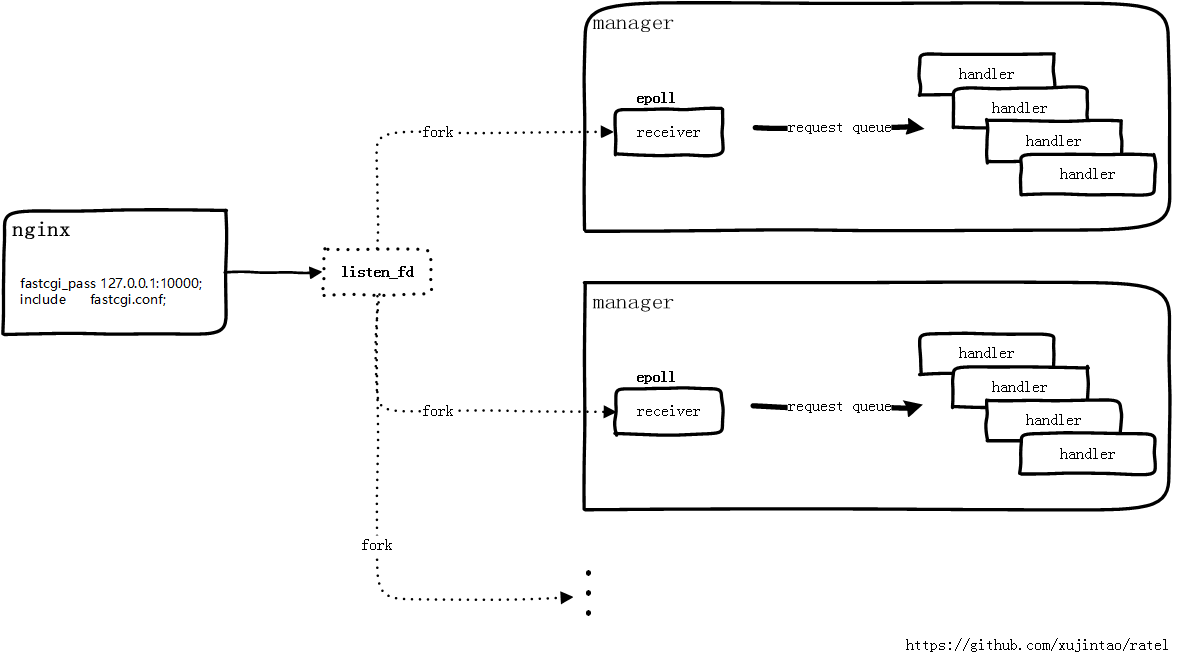 manager
handler
epoll
handler
fork
receiver
request queue
handler
handler
nginx
fastcgi_pass 127.0.0.1:10000;
include fastcgi.conf;
listen_fd
manager
handler
epoll
handler
fork
receiver
request queue
handler
handler
fork
https://github.com/xujintao/ratel